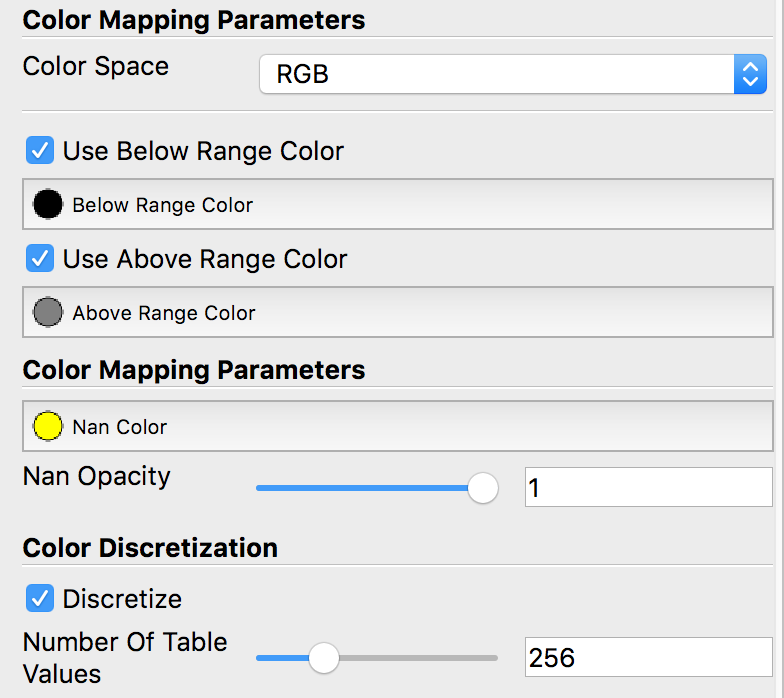 Color Mapping Parameters
Color Space
RGB
Use Below Range Color
Below Range Color
Use Above Range Color
Above Range Color
Color Mapping Parameters
Nan Color
Nan Opacity
1
Color Discretization
Discretize
Number Of Table
Values
256